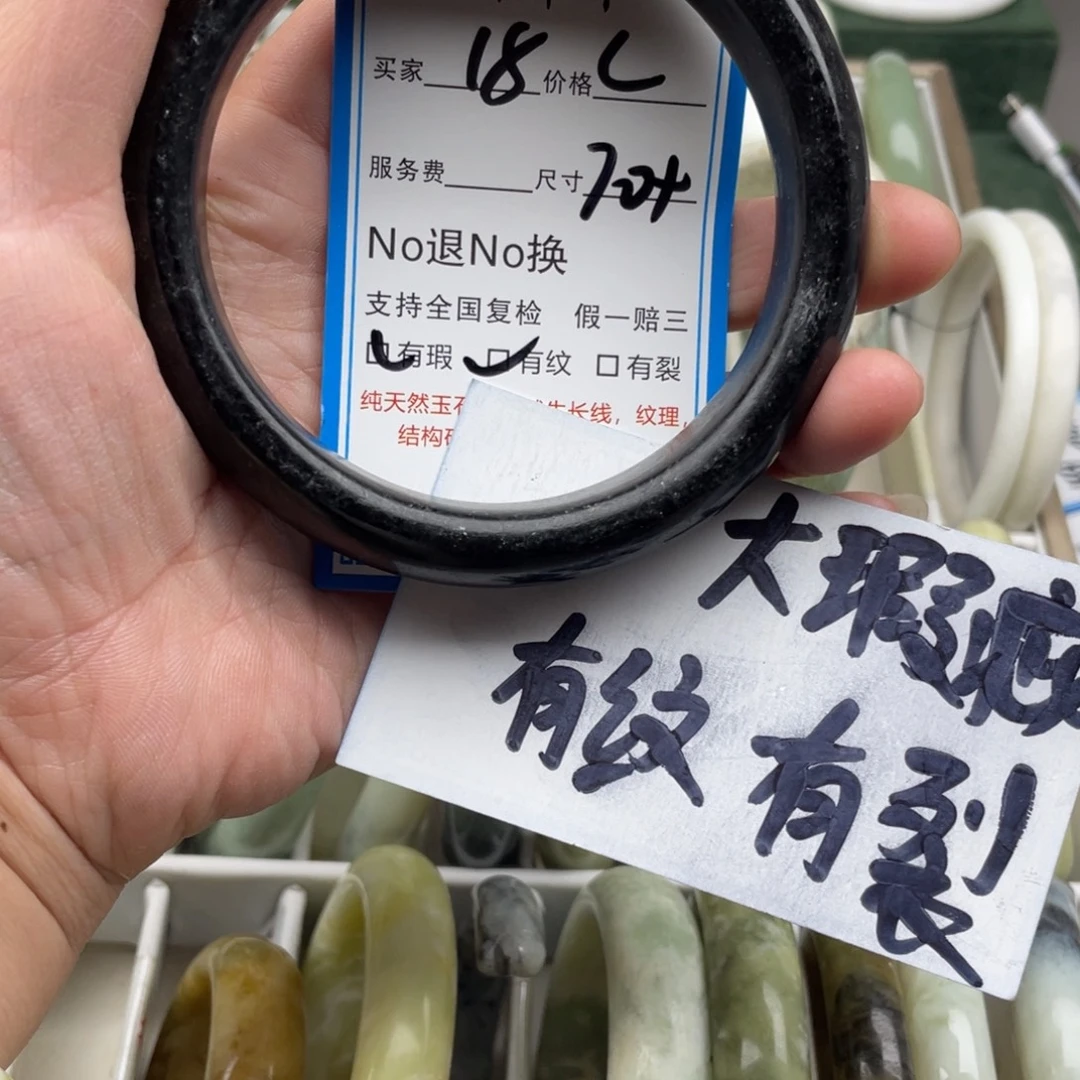 买家 18 价格 C
服务费 尺寸
No退No换
支持全国复检 假一赔三
有瑕 有纹 口有裂
纯天然玉石 生长线，纹理，
结构
大瑕疵
有纹 有裂